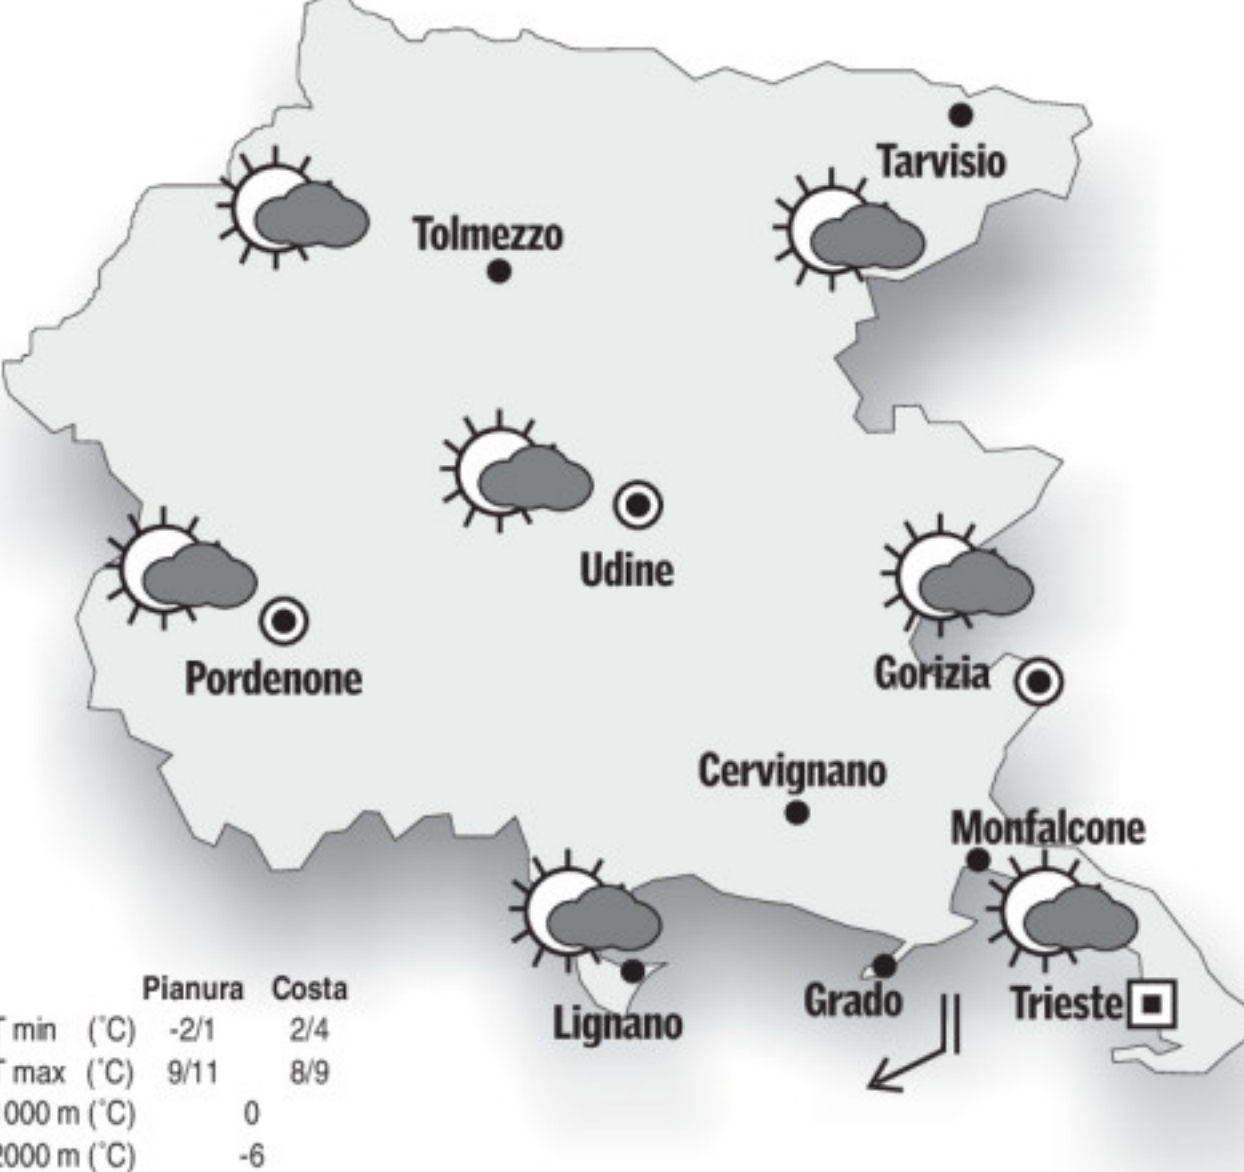 Tarvisio
Tolmezzo
Udine
Pordenone
Gorizia
Cervignano
Monfalcone
Grado
Trieste
Lignano
Pianura Costa
T min (°C) -2/1 2/4
T max (°C) 9/11 8/9
000 m (°C) 0
2000 m (°C) -6